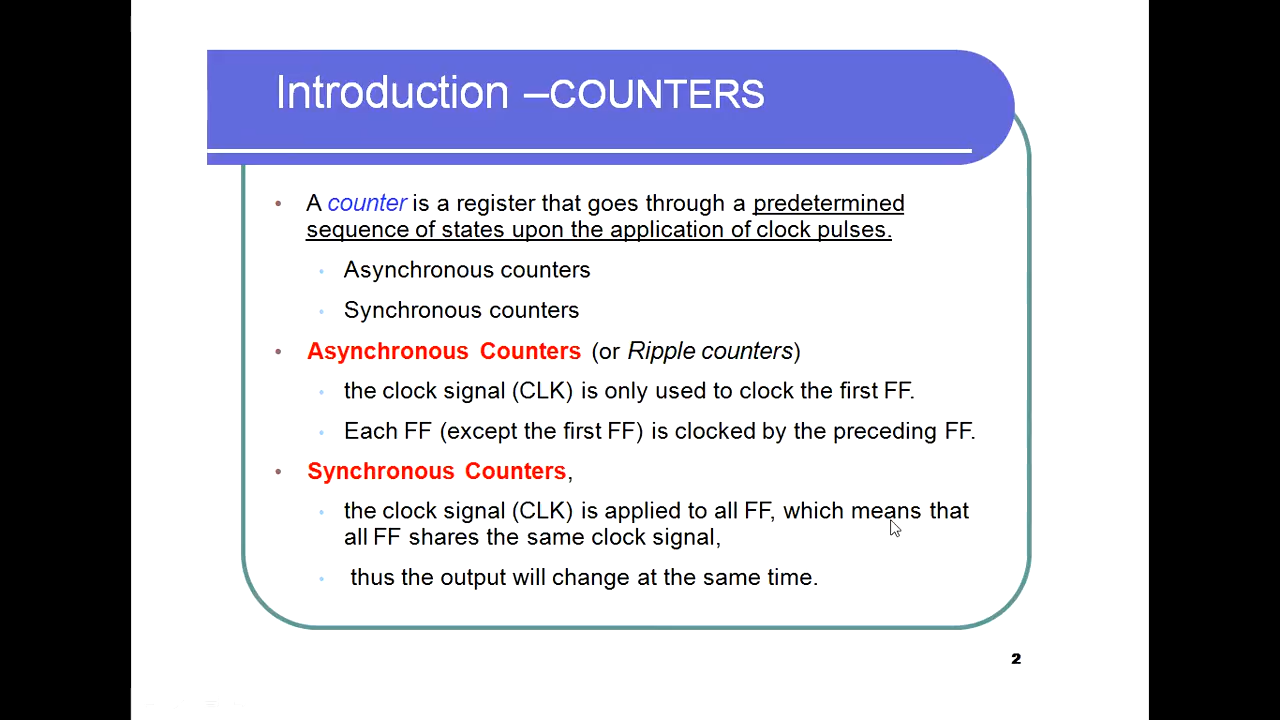 Introduction –COUNTERS
• A counter is a register that goes through a predetermined
sequence of states upon the application of clock pulses.
• Asynchronous counters
• Synchronous counters
• Asynchronous Counters (or Ripple counters)
• the clock signal (CLK) is only used to clock the first FF.
• Each FF (except the first FF) is clocked by the preceding FF.
• Synchronous Counters,
• the clock signal (CLK) is applied to all FF, which means that
all FF shares the same clock signal,
• thus the output will change at the same time.
2